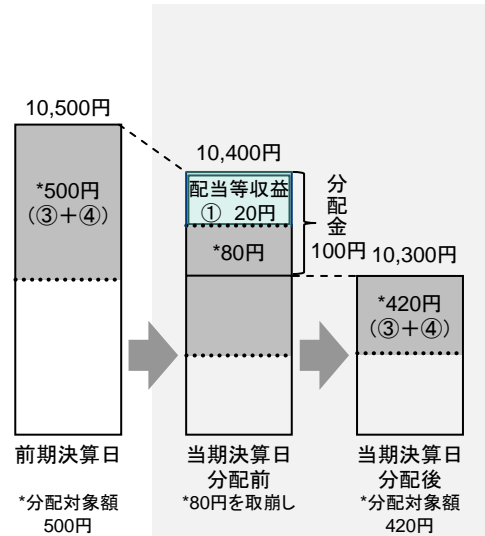 10,500円
*500円
（③＋④）
10,400円
配当等収益
① 20円
*80円
分配金
100円
10,300円
*420円
（③＋④）
前期決算日
*分配対象額
500円
当期決算日
分配前
*80円を取崩し
当期決算日
分配後
*分配対象額
420円